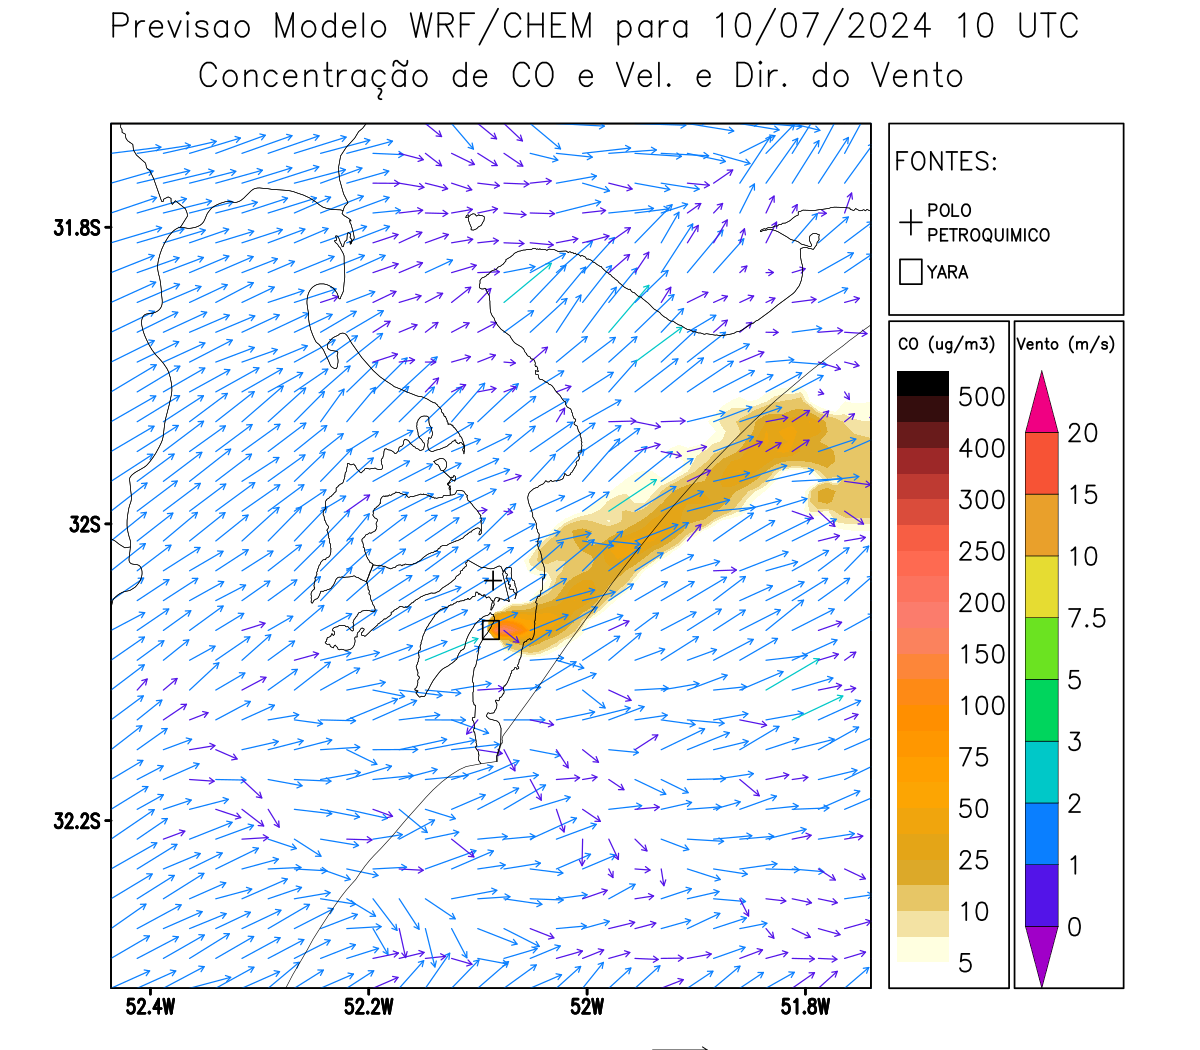 Previsao Modelo WRF/CHEM para 10/07/2024 10 UTC
Concentração de CO e Vel. e Dir. do Vento
FONTES:
POLO
PETROQUIMICO
YARA
31.8S
32S
32.2S
52.4W
52.2W
52W
51.8W
CO (ug/m3)
500
400
300
250
200
150
100
75
50
25
10
5
Vento (m/s)
20
15
10
7.5
5
3
2
1
0